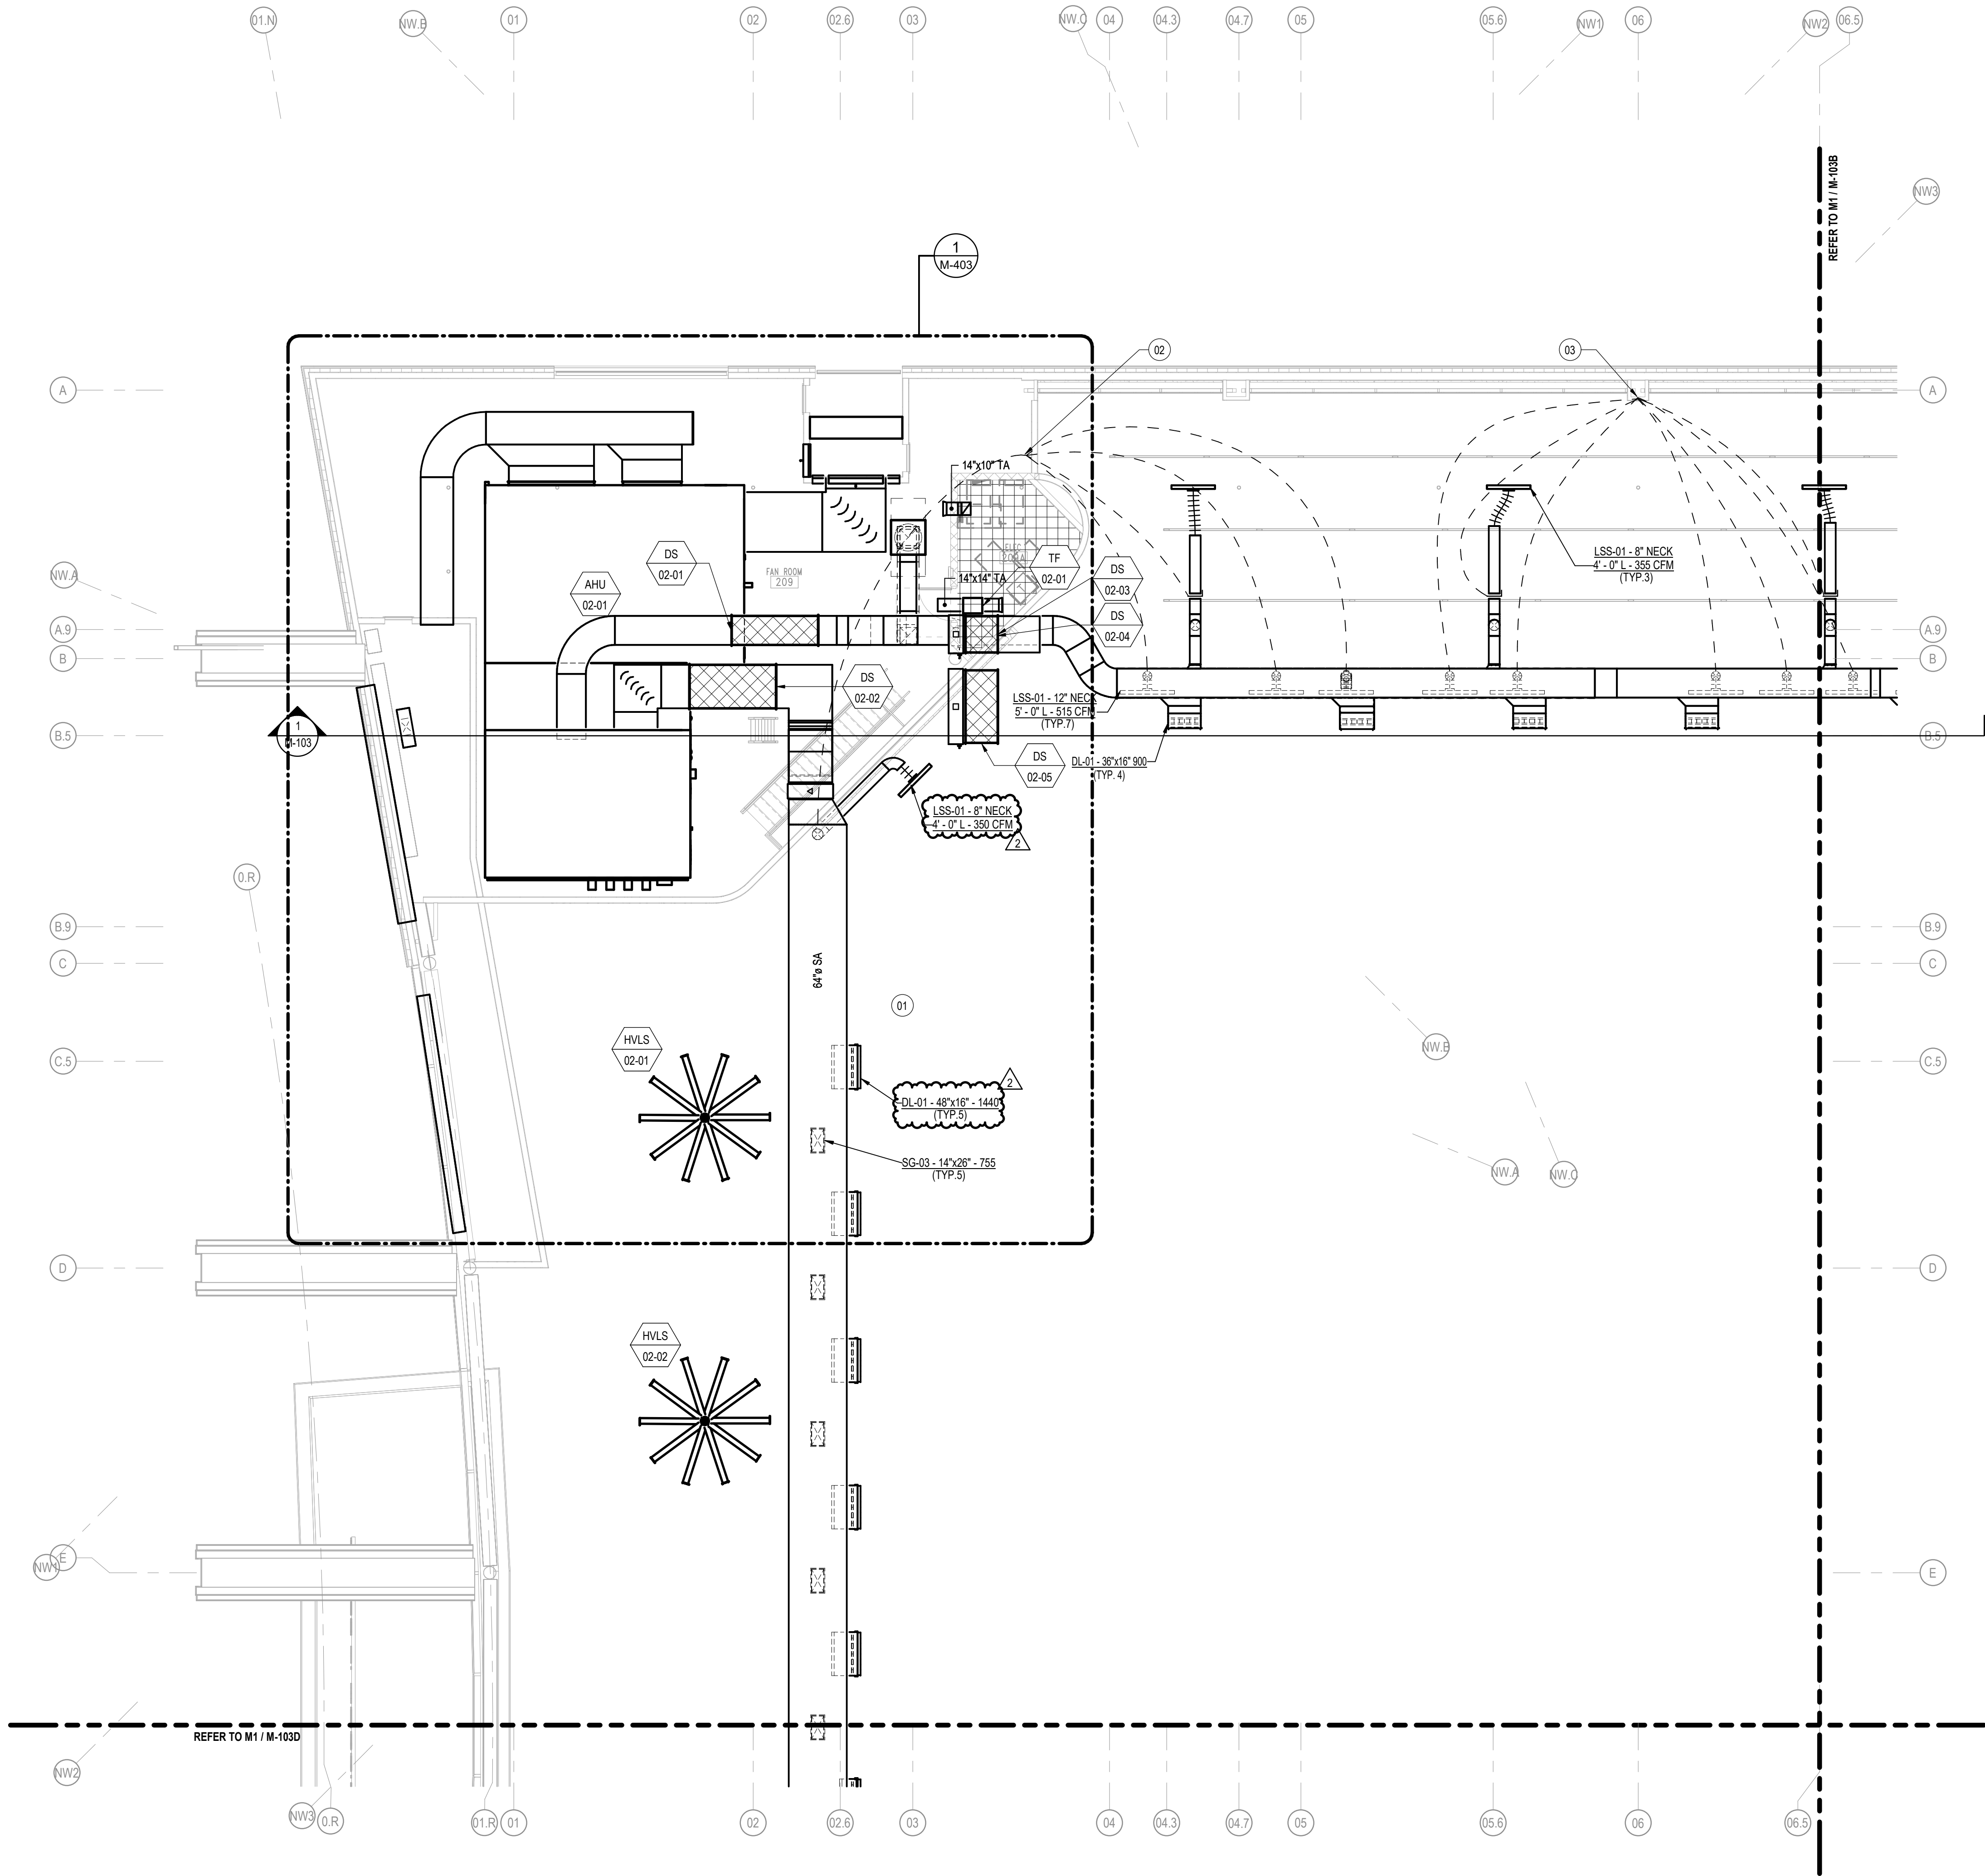 01.N
NW.B
01
02
02.6
03
NW.C
04
04.3
04.7
05
05.6
NW1
06
NW2
06.5
REFER TO M1 / M-103B
NW3
1
M-403
02
03
A
A
14"x10" TA
DS
02-01
FAN ROOM
209
ELEC
209A
TF
02-01
LSS-01 - 8" NECK
4' - 0" L - 355 CFM
(TYP.3)
NW.A
AHU
02-01
14"x14" TA
DS
02-03
DS
02-04
A.9
A.9
B
B
DS
02-02
LSS-01 - 12" NECK
5' - 0" L - 515 CFM
(TYP.7)
1
M-103
B.5
B.5
DS
02-05
DL-01 - 36"x16" 900
(TYP. 4)
LSS-01 - 8" NECK
4' - 0" L - 350 CFM
2
0.R
B.9
B.9
C
C
64"ø SA
01
HVLS
02-01
NW.B
C.5
C.5
2
DL-01 - 48"x16" - 1440
(TYP.5)
SG-03 - 14"x26" - 755
(TYP.5)
NW.A
NW.C
D
D
HVLS
02-02
NW1
E
E
REFER TO M1 / M-103D
NW2
NW3
0.R
01.R
01
02
02.6
03
04
04.3
04.7
05
05.6
06
06.5